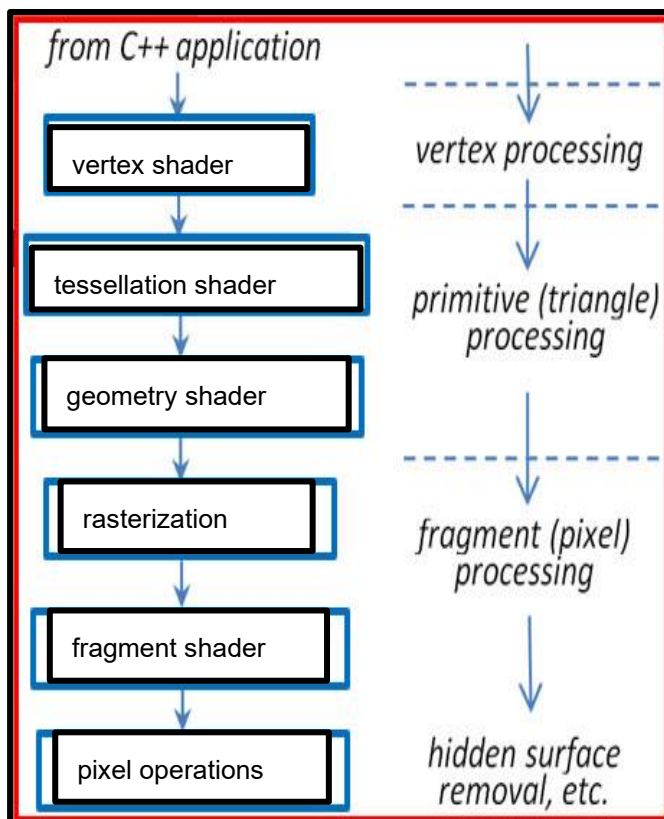 from C++ application
vertex shader
vertex processing
tessellation shader
primitive (triangle)
processing
geometry shader
rasterization
fragment (pixel)
processing
fragment shader
pixel operations
hidden surface
removal, etc.